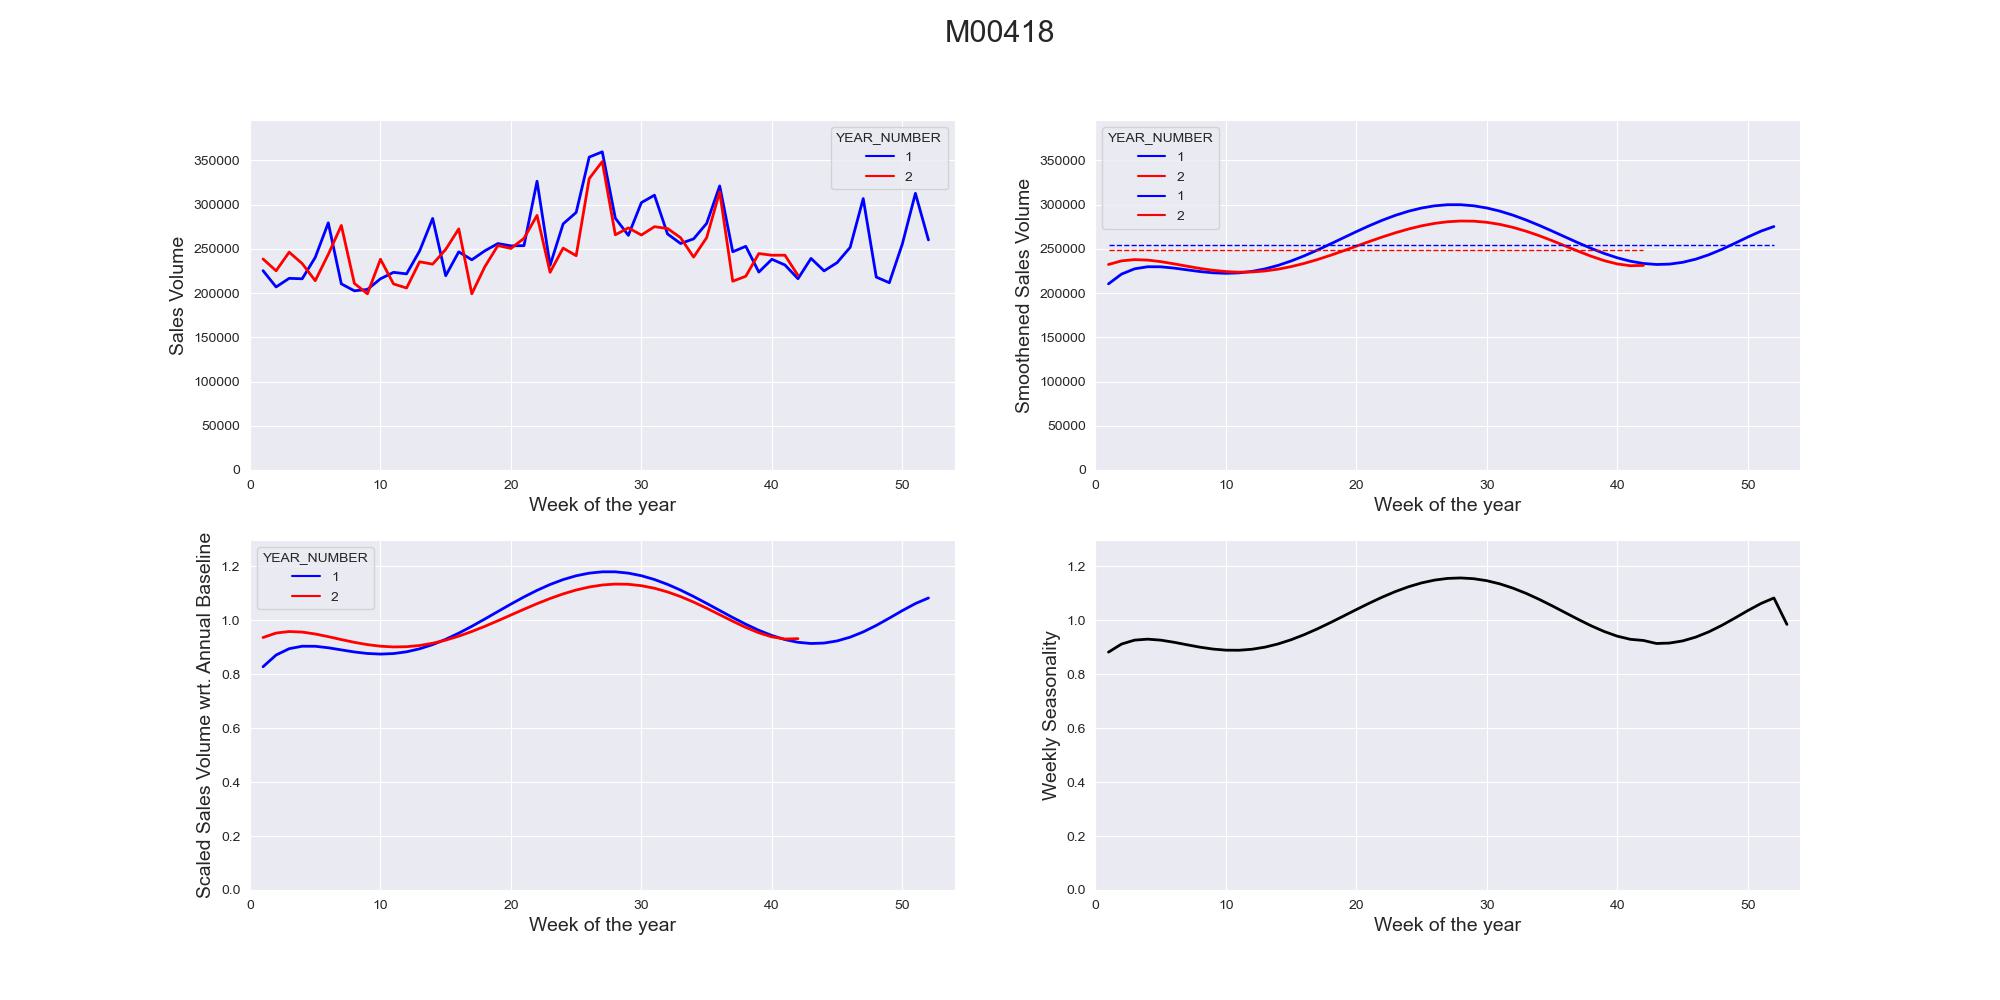 M00418
Sales Volume
350000
300000
250000
200000
150000
100000
50000
0
0 10 20 30 40 50
Week of the year
YEAR_NUMBER
1
2
Smoothened Sales Volume
350000
300000
250000
200000
150000
100000
50000
0
0 10 20 30 40 50
Week of the year
YEAR_NUMBER
1
2
1
2
Scaled Sales Volume wrt. Annual Baseline
1.2
1.0
0.8
0.6
0.4
0.2
0.0
0 10 20 30 40 50
Week of the year
YEAR_NUMBER
1
2
Weekly Seasonality
1.2
1.0
0.8
0.6
0.4
0.2
0.0
0 10 20 30 40 50
Week of the year